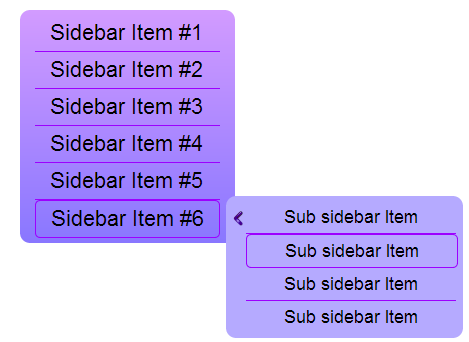 Sidebar Item #1
Sidebar Item #2
Sidebar Item #3
Sidebar Item #4
Sidebar Item #5
Sidebar Item #6
Sub sidebar Item
Sub sidebar Item
Sub sidebar Item
Sub sidebar Item